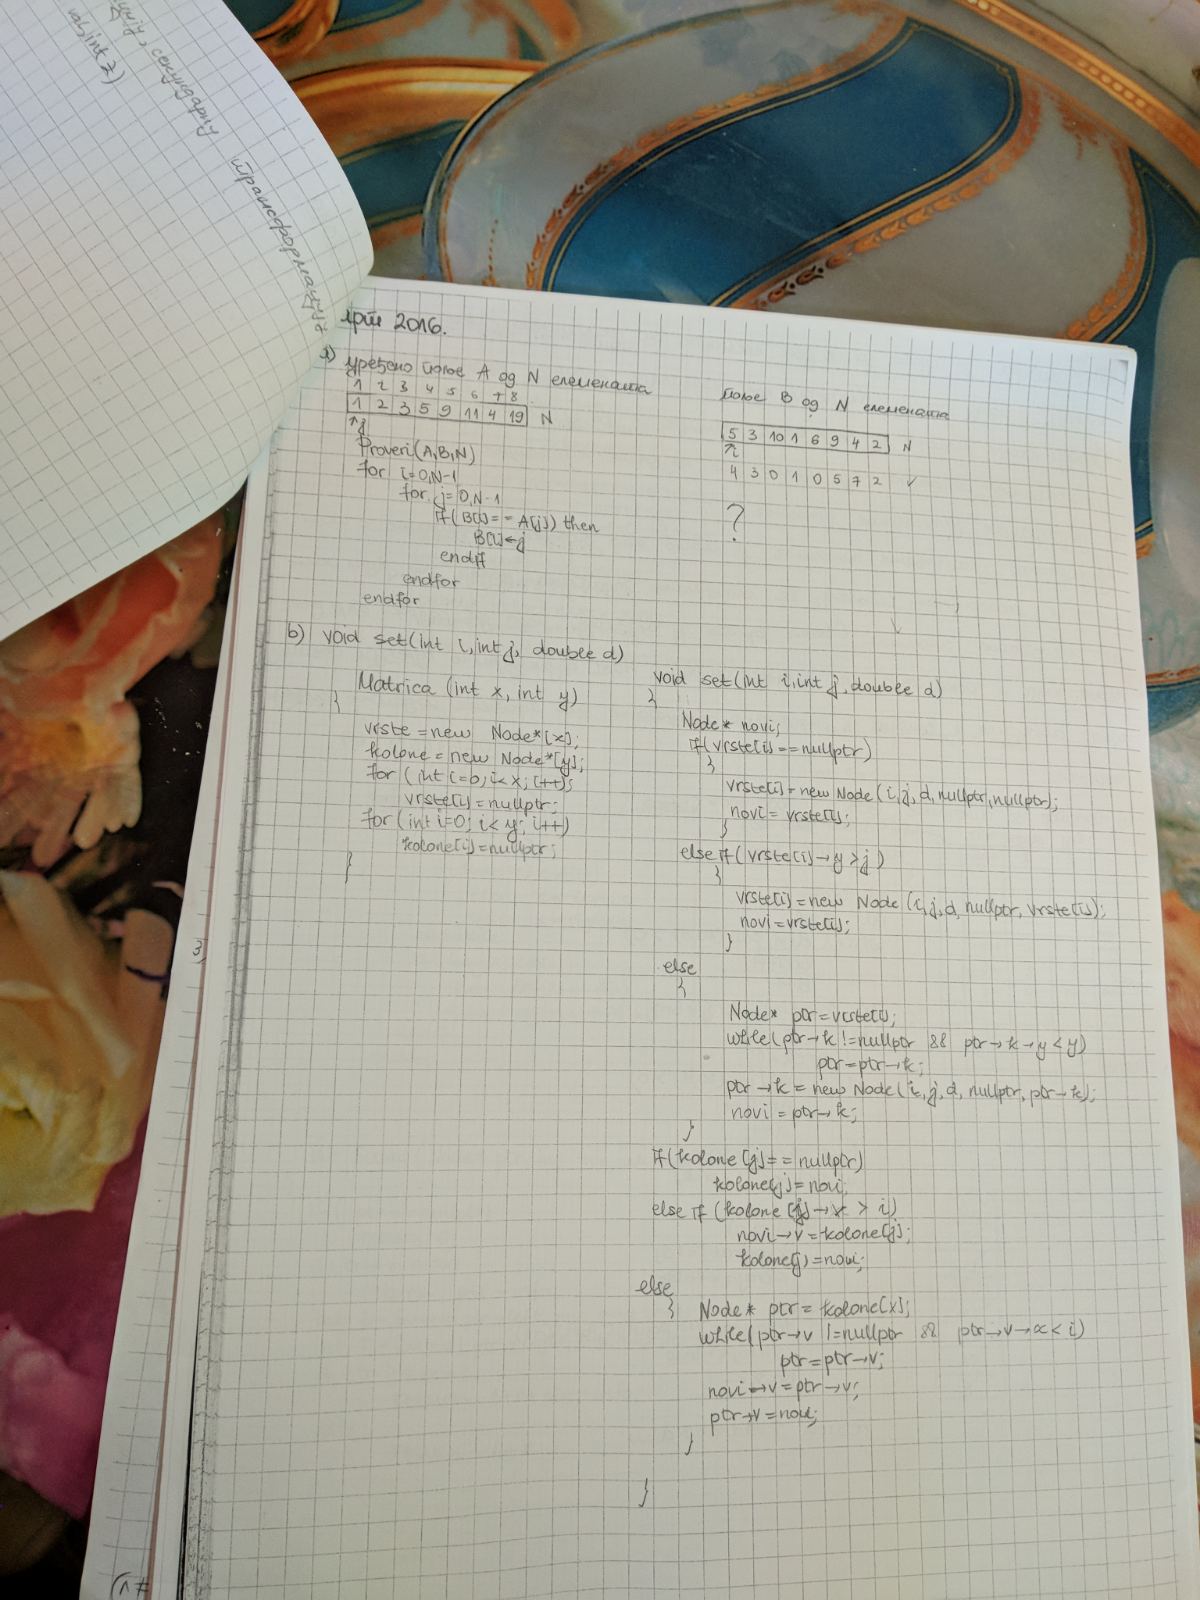 секундарну трансформацију
val, int z)
2016.
a) уређено поље A од N елемената
1 2 3 4 5 6 7 8
1 2 3 5 9 11 4 19 N
j
Proveri(A,B,N)
for i=0,N-1
for j=0,N-1
if(B[i]==A[j]) then
B[i]←j
endif
endfor
endfor
поље B од N елемената
5 3 10 1 6 9 4 2 N
i
4 3 0 1 0 5 7 2 ✓
?
b) void set(int i, int j, double d)
Matrica (int x, int y)
{
vrste = new Node*[x];
kolone = new Node*[y];
for (int i=0; i<x; i++);
vrste[i] = nullptr;
for (int i=0; i<y; i++)
kolone[i] = nullptr;
}
void set(int i, int j, double d)
{
Node* novi;
if(vrste[i]==nullptr)
{
vrste[i] = new Node(i,j,d,nullptr,nullptr);
novi = vrste[i];
}
else if(vrste[i]→y>j)
{
vrste[i] = new Node(i,j,d,nullptr,vrste[i]);
novi = vrste[i];
}
else
{
Node* ptr = vrste[i];
while(ptr→k != nullptr && ptr→k→y<y)
ptr = ptr→k;
ptr→k = new Node(i,j,d,nullptr,ptr→k);
novi = ptr→k;
}
if(kolone[j]==nullptr)
kolone[j] = novi;
else if (kolone[j]→x > i)
novi→v = kolone[j];
kolone[j] = novi;
else
{ Node* ptr = kolone[x];
while(ptr→v != nullptr && ptr→v→x<i)
ptr = ptr→v;
novi→v = ptr→v;
ptr→v = novi;
}
}
3